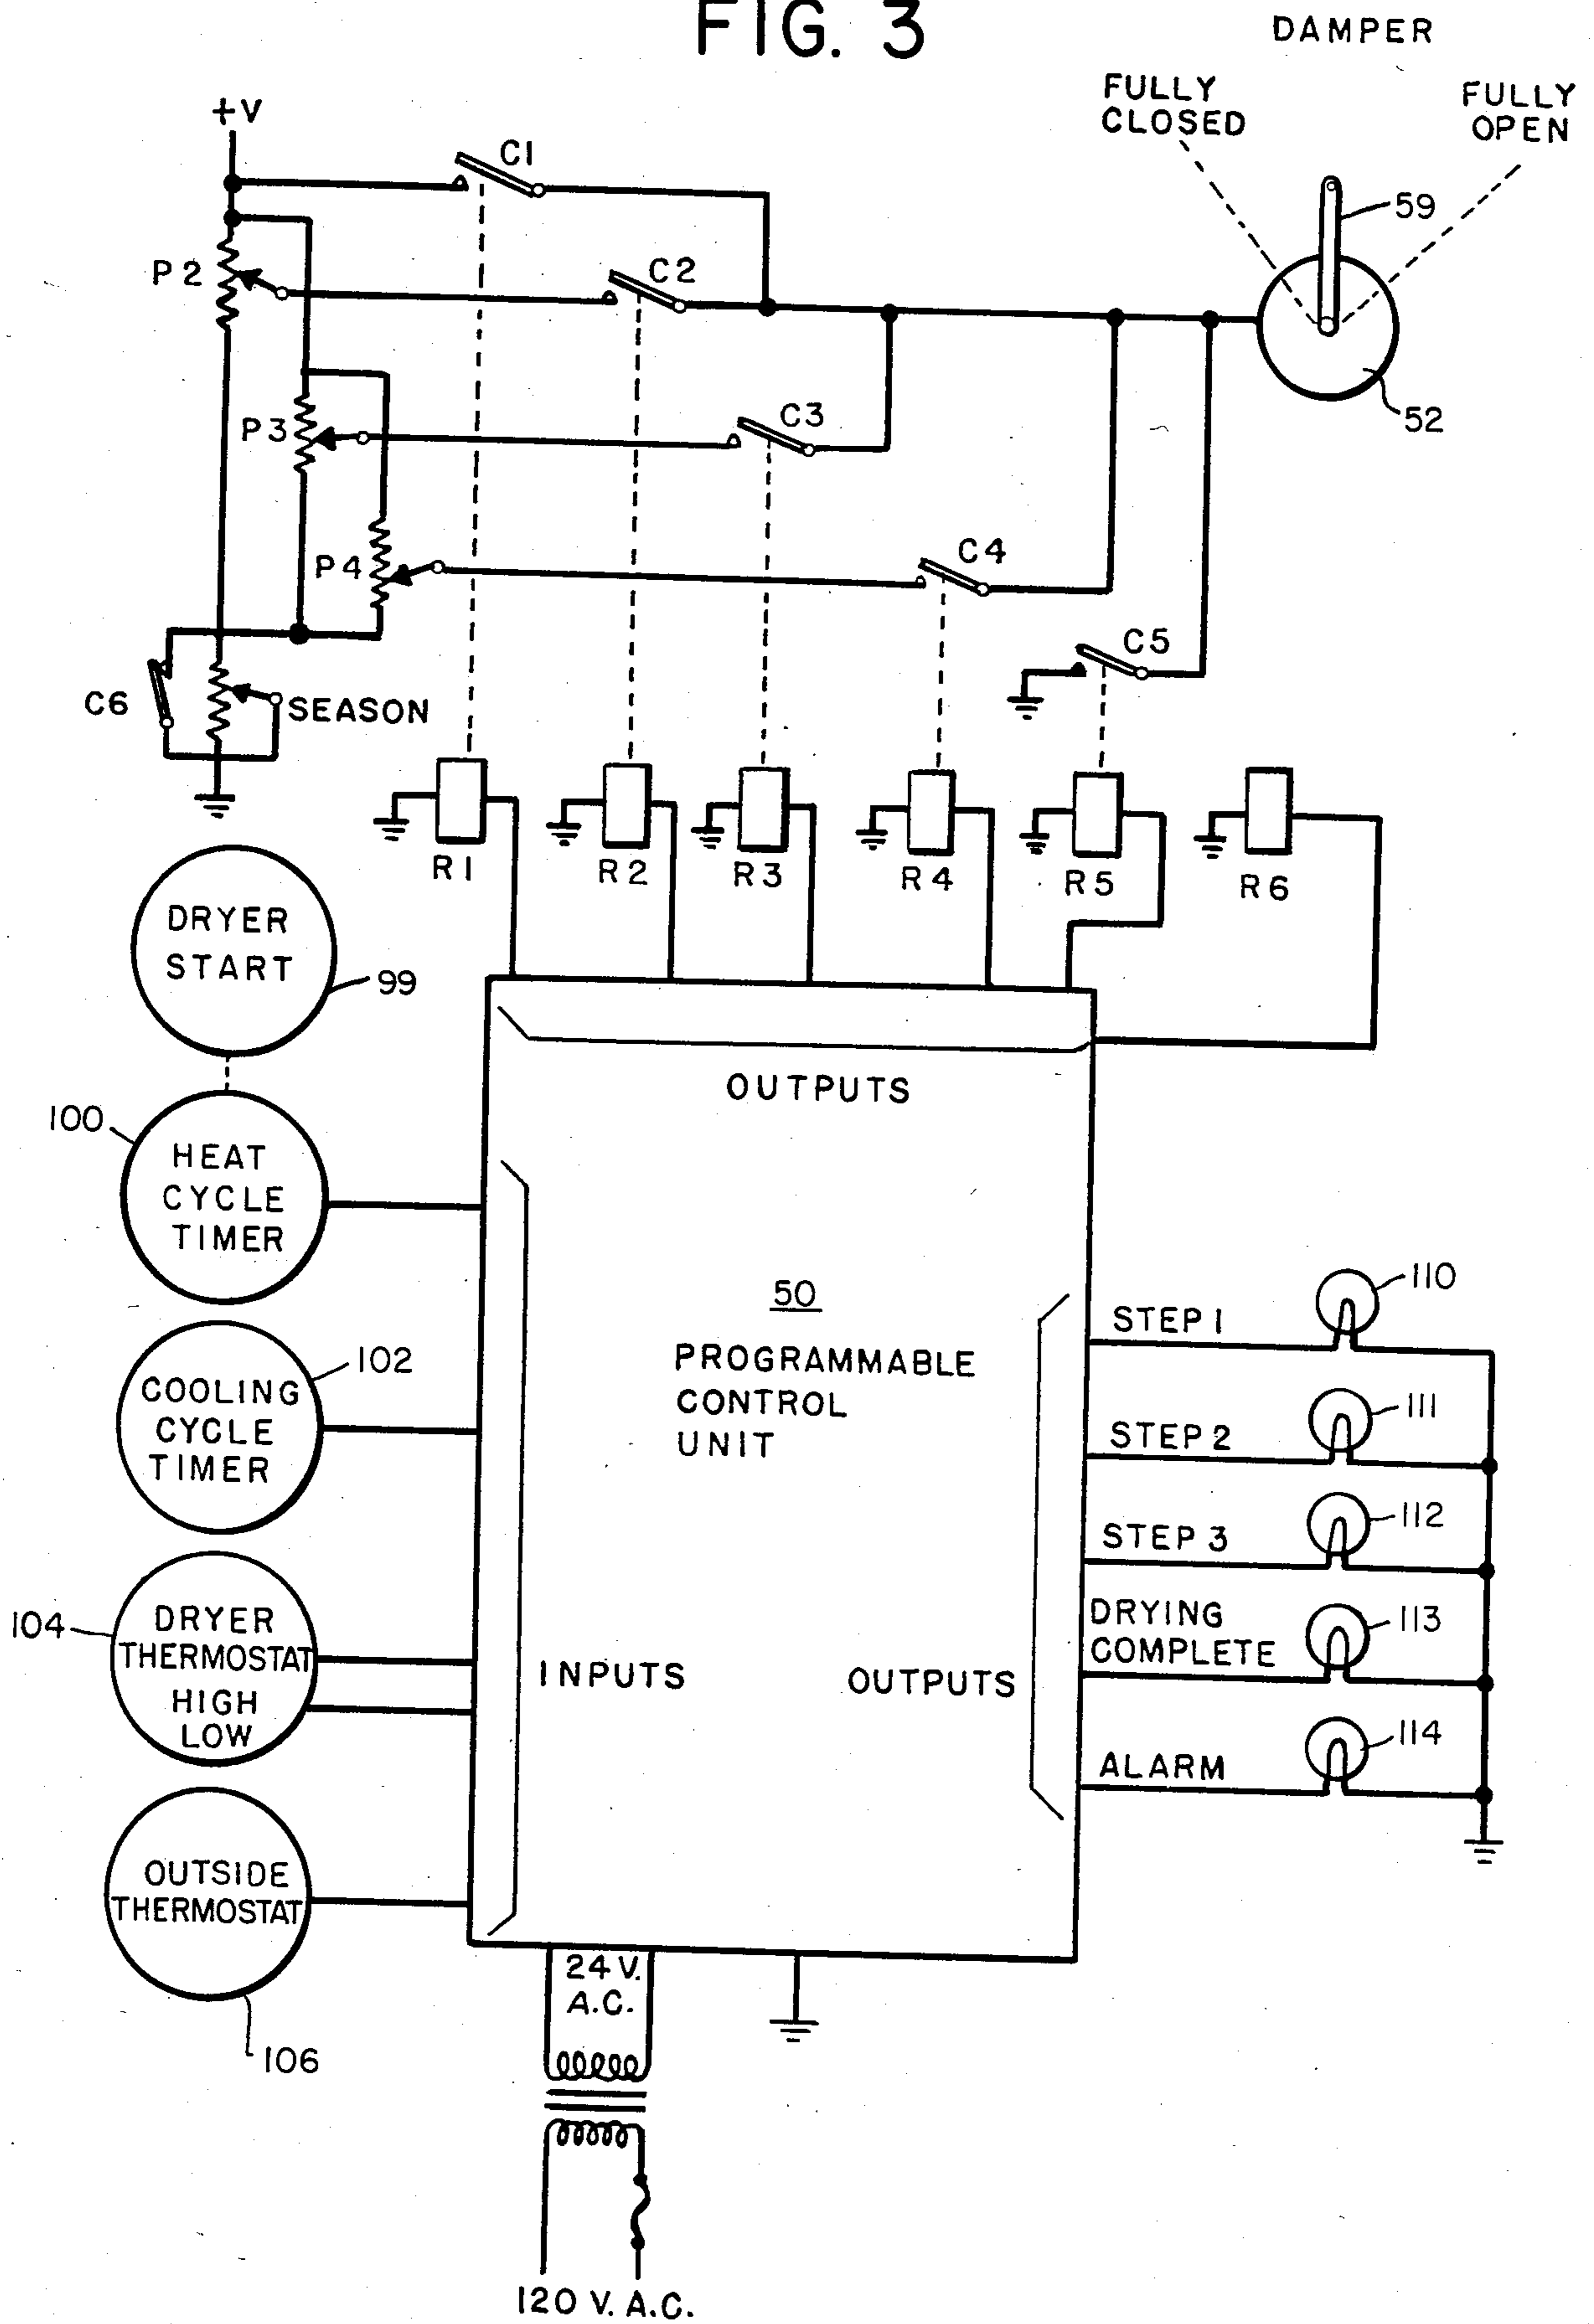 FIG. 3
DAMPER
FULLY
CLOSED
FULLY
OPEN
+V
C1
59
P2
C2
52
C3
P3
C4
P4
C5
C6
SEASON
R1
R2
R3
R4
R5
R6
DRYER
START
99
OUTPUTS
100
HEAT
CYCLE
TIMER
50
PROGRAMMABLE
CONTROL
UNIT
102
COOLING
CYCLE
TIMER
STEP 1
110
STEP 2
111
STEP 3
112
DRYING
COMPLETE
113
ALARM
114
104
DRYER
THERMOSTAT
HIGH
LOW
INPUTS
OUTPUTS
OUTSIDE
THERMOSTAT
106
24 V.
A.C.
120 V. A.C.